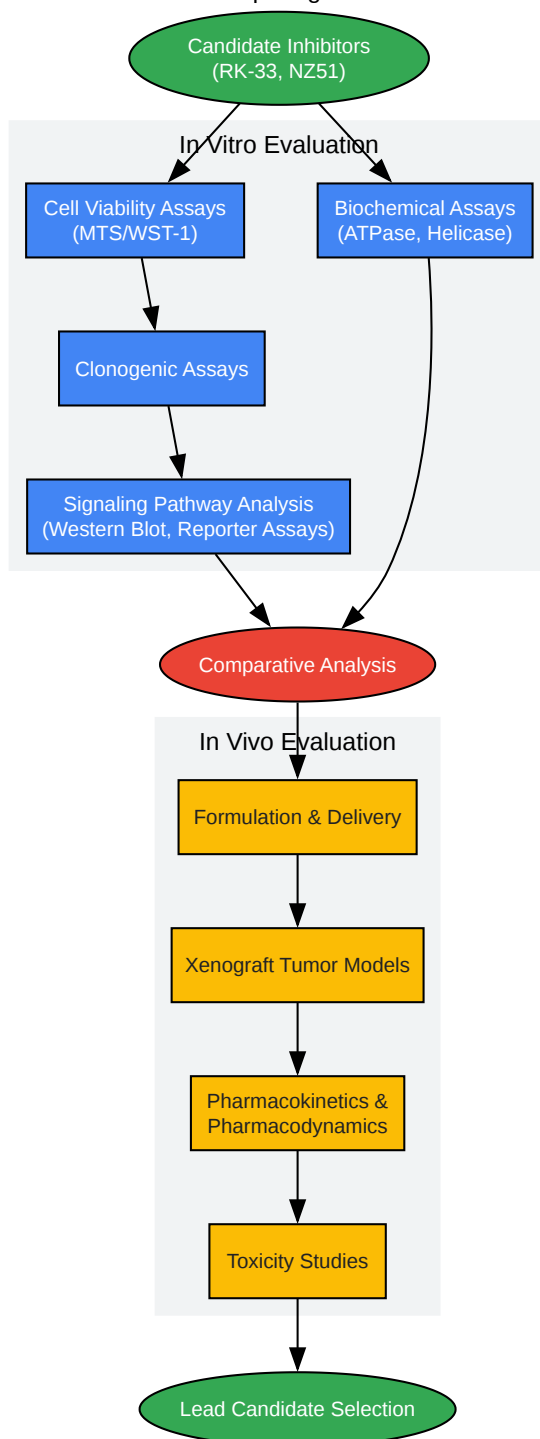 Candidate Inhibitors
(RK-33, NZ51)
In Vitro Evaluation
Cell Viability Assays
(MTS/WST-1)
Biochemical Assays
(ATPase, Helicase)
Clonogenic Assays
Signaling Pathway Analysis
(Western Blot, Reporter Assays)
Comparative Analysis
In Vivo Evaluation
Formulation & Delivery
Xenograft Tumor Models
Pharmacokinetics &
Pharmacodynamics
Toxicity Studies
Lead Candidate Selection